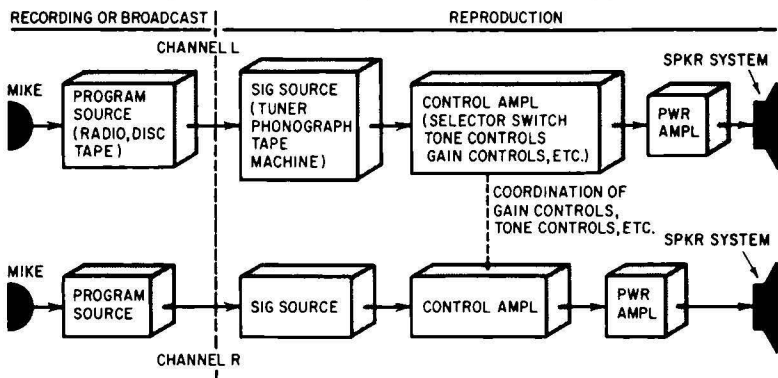 RECORDING OR BROADCAST
REPRODUCTION
CHANNEL L
SPKR SYSTEM
MIKE
PROGRAM
SOURCE
(RADIO, DISC
TAPE)
SIG SOURCE
(TUNER
PHONOGRAPH
TAPE
MACHINE)
CONTROL AMPL
(SELECTOR SWITCH
TONE CONTROLS
GAIN CONTROLS, ETC.)
PWR
AMPL
COORDINATION OF
GAIN CONTROLS,
TONE CONTROLS, ETC.
SPKR SYSTEM
MIKE
PROGRAM
SOURCE
SIG SOURCE
CONTROL AMPL
PWR
AMPL
CHANNEL R